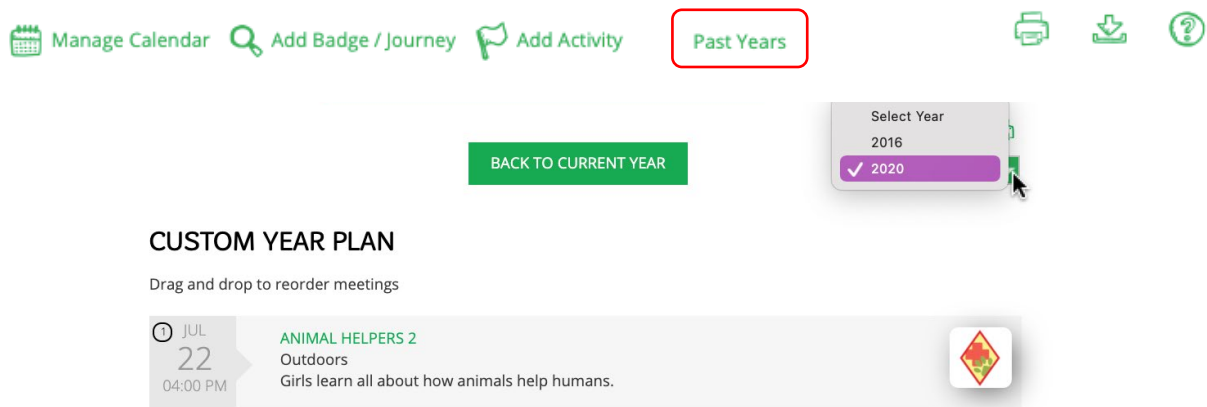 Manage Calendar Add Badge / Journey Add Activity Past Years
Select Year
2016
2020
BACK TO CURRENT YEAR
CUSTOM YEAR PLAN
Drag and drop to reorder meetings
1 JUL
22
04:00 PM
ANIMAL HELPERS 2
Outdoors
Girls learn all about how animals help humans.